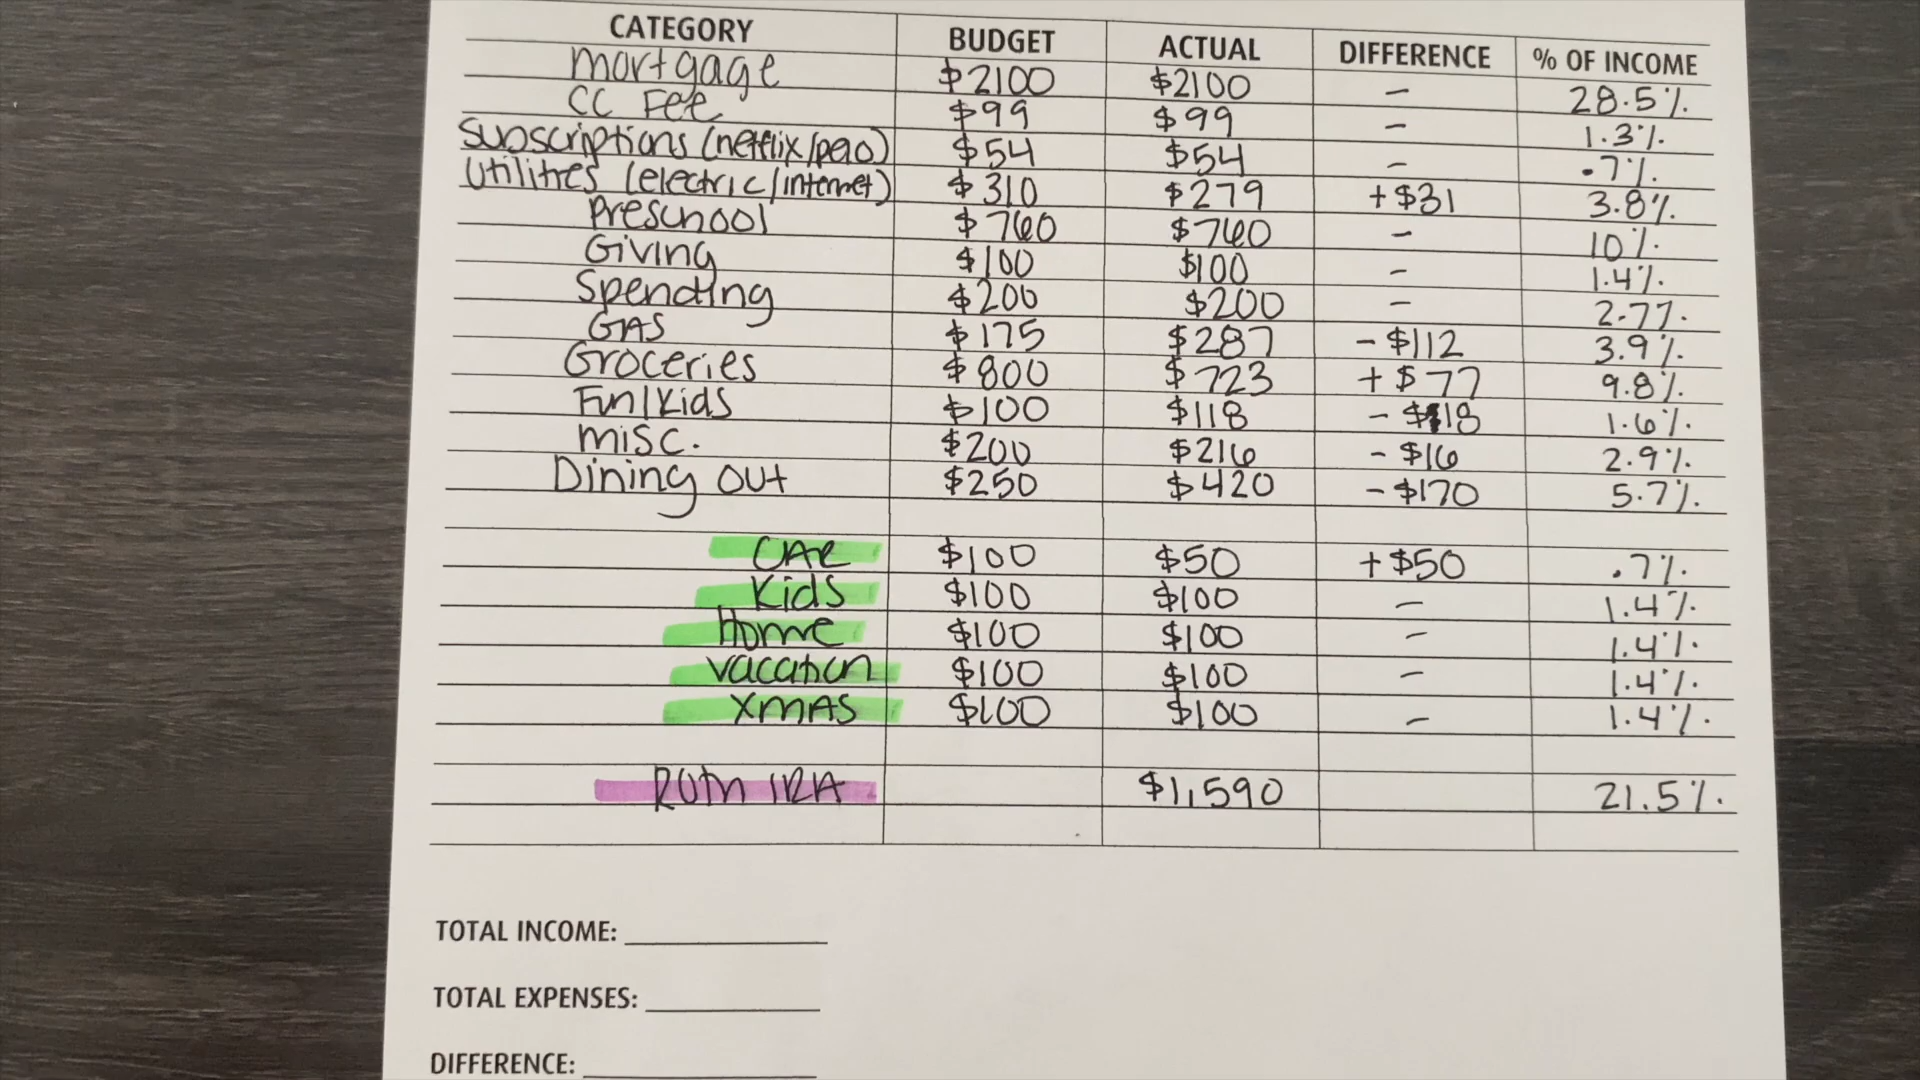 CATEGORY BUDGET ACTUAL DIFFERENCE % OF INCOME
mortgage $2100 $2100 - 28.5%
CC Fee $99 $99 - 1.3%
Subscriptions (netflix/pelo) $54 $54 - .7%
Utilities (electric/internet) $310 $279 +$31 3.8%
Preschool $760 $760 - 10%
Giving $100 $100 - 1.4%
Spending $200 $200 - 2.7%
GAS $175 $287 -$112 3.9%
Groceries $800 $723 +$77 9.8%
Fun/Kids $100 $118 -$18 1.6%
misc. $200 $216 -$16 2.9%
Dining out $250 $420 -$170 5.7%
CAR $100 $50 +$50 .7%
Kids $100 $100 - 1.4%
Home $100 $100 - 1.4%
vacation $100 $100 - 1.4%
XMAS $100 $100 - 1.4%
ROTH IRA $1,590 21.5%
TOTAL INCOME:
TOTAL EXPENSES:
DIFFERENCE: